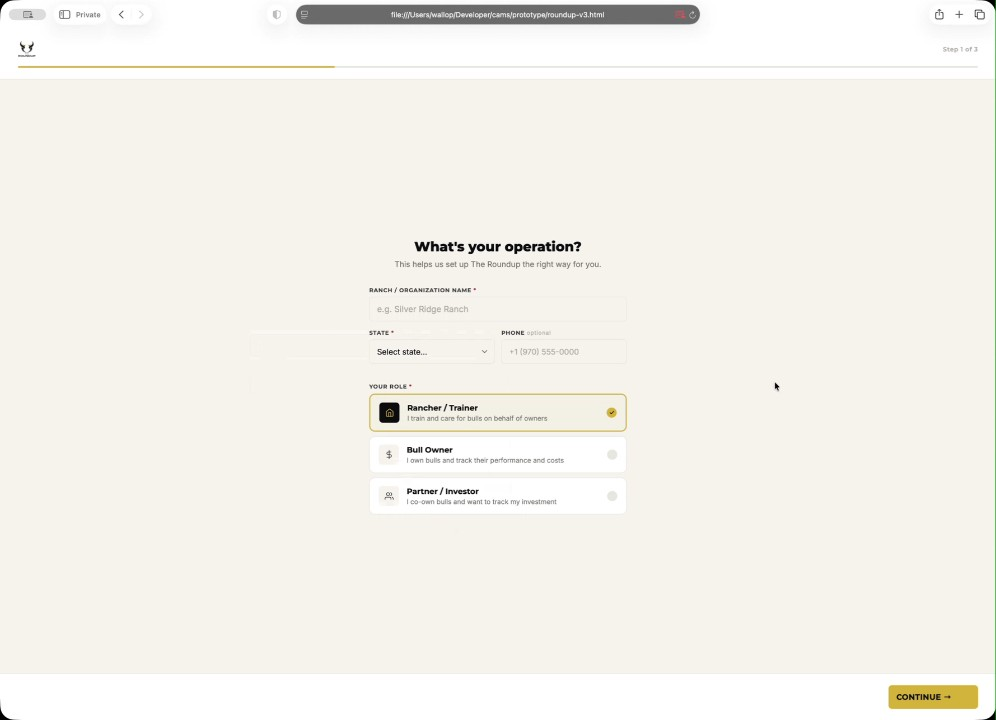 Private
file:///Users/wallop/Developer/cams/prototype/roundup-v3.html
Step 1 of 3
What's your operation?
This helps us set up The Roundup the right way for you.
RANCH / ORGANIZATION NAME *
e.g. Silver Ridge Ranch
STATE *
PHONE optional
Select state...
+1 (970) 555-0000
YOUR ROLE *
Rancher / Trainer
I train and care for bulls on behalf of owners
Bull Owner
I own bulls and track their performance and costs
Partner / Investor
I co-own bulls and want to track my investment
CONTINUE →